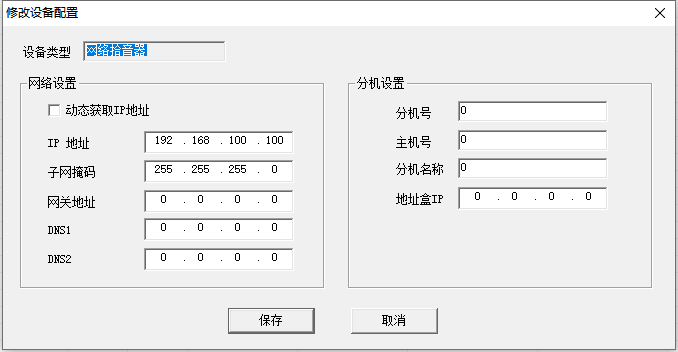 修改设备配置
设备类型 网络拾音器
网络设置
动态获取IP地址
IP 地址 192 . 168 . 100 . 100
子网掩码 255 . 255 . 255 . 0
网关地址 0 . 0 . 0 . 0
DNS1 0 . 0 . 0 . 0
DNS2 0 . 0 . 0 . 0
分机设置
分机号 0
主机号 0
分机名称 0
地址盒IP 0 . 0 . 0 . 0
保存 取消